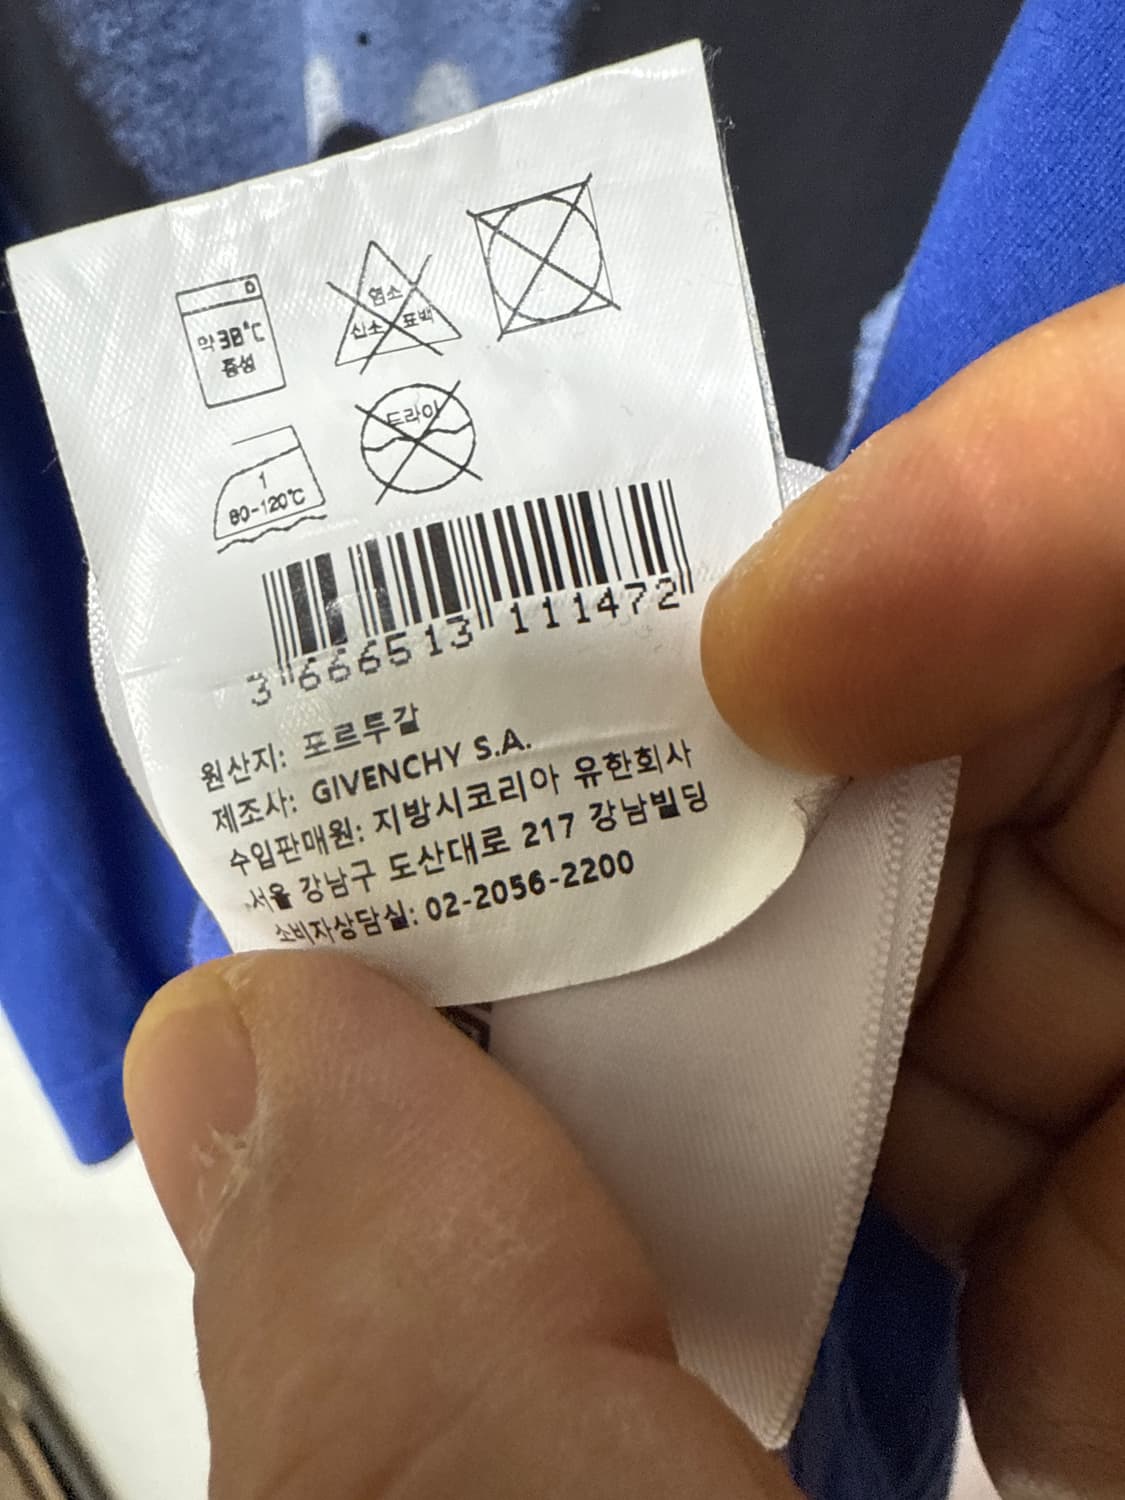 약 30℃
중성
염소
산소 표백
드라이
1
80-120℃
3 666513 111472
원산지: 포르투갈
제조사: GIVENCHY S.A.
수입판매원: 지방시코리아 유한회사
서울 강남구 도산대로 217 강남빌딩
소비자상담실: 02-2056-2200